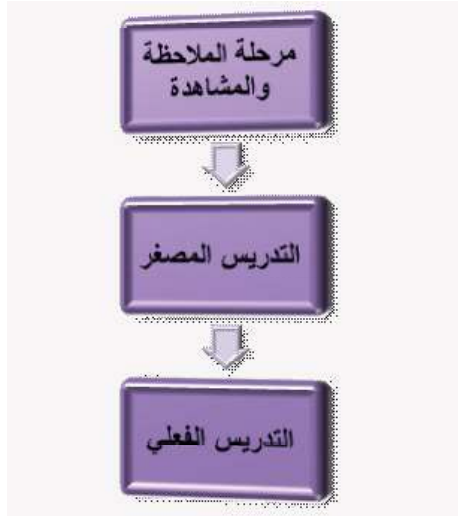 مرحلة الملاحظة
والمشاهدة
التدريس المصغر
التدريس الفعلي